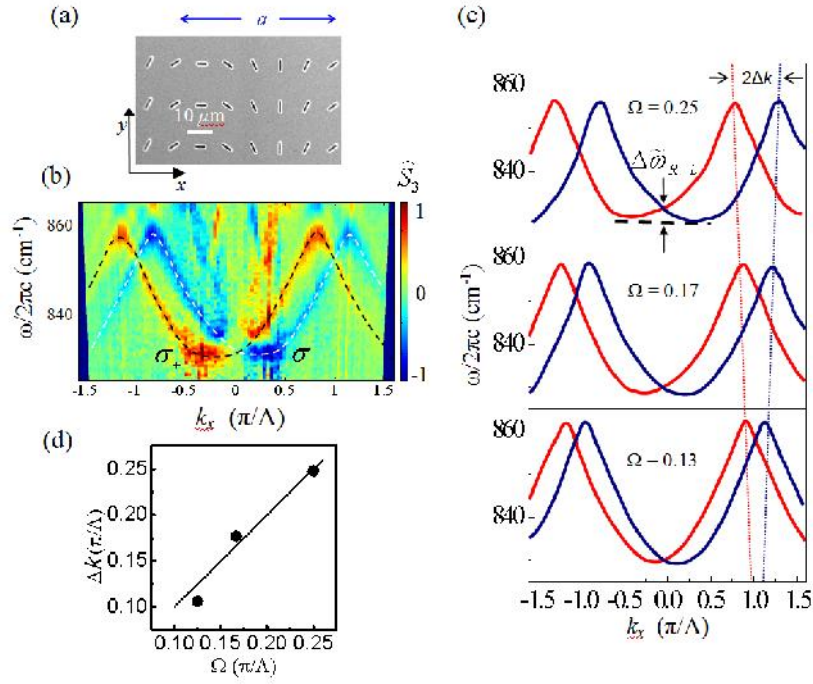 (a)
a
10 μm
y
x
(b)
S̃3
860
840
ω/2πc (cm-1)
1
0
-1
σ+
σ-
-1.5 -1 -0.5 0 0.5 1 1.5
kx (π/Λ)
(c)
860
840
Ω = 0.25
2Δk
Δω̃R-L
860
840
Ω = 0.17
ω/2πc (cm-1)
860
840
Ω = 0.13
-1.5 -1.0 -0.5 0.0 0.5 1.0 1.5
kx (π/Λ)
(d)
0.25
0.20
0.15
0.10
Δk (π/Λ)
0.10 0.15 0.20 0.25
Ω (π/Λ)